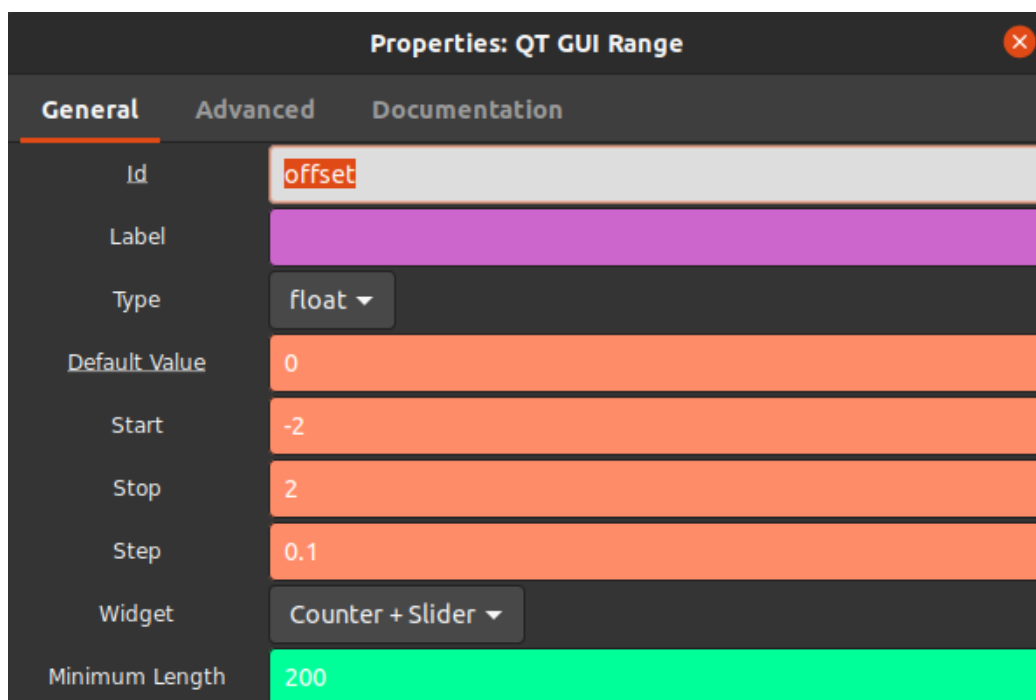 Properties: QT GUI Range
General Advanced Documentation
Id offset
Label
Type float
Default Value 0
Start -2
Stop 2
Step 0.1
Widget Counter + Slider
Minimum Length 200